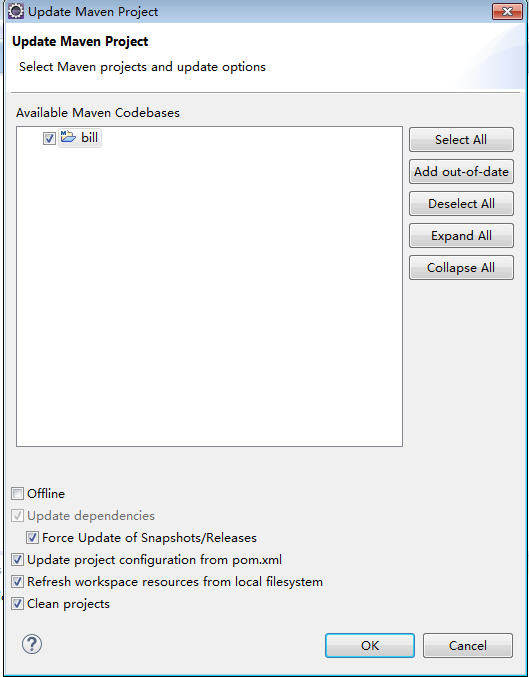 Update Maven Project
Update Maven Project
Select Maven projects and update options
Available Maven Codebases
bill
Select All
Add out-of-date
Deselect All
Expand All
Collapse All
Offline
Update dependencies
Force Update of Snapshots/Releases
Update project configuration from pom.xml
Refresh workspace resources from local filesystem
Clean projects
?
OK
Cancel